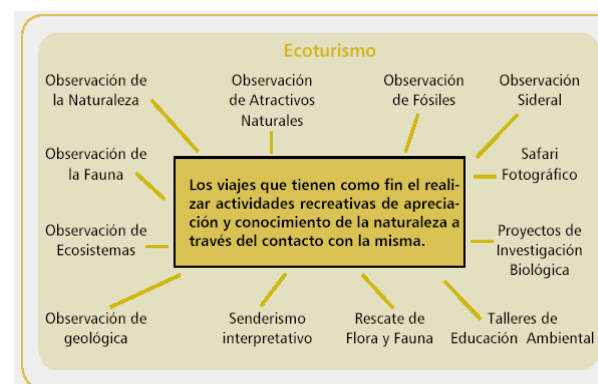 Ecoturismo
Observación de
la Naturaleza
Observación
de Atractivos
Naturales
Observación
de Fósiles
Observación
Sideral
Observación de
la Fauna
Safari
Fotográfico
Los viajes que tienen como fin el reali-
zar actividades recreativas de aprecia-
ción y conocimiento de la naturaleza a
través del contacto con la misma.
Observación de
Ecosistemas
Proyectos de
Investigación
Biológica
Observación de
geológica
Senderismo
interpretativo
Rescate de
Flora y Fauna
Talleres de
Educación Ambiental